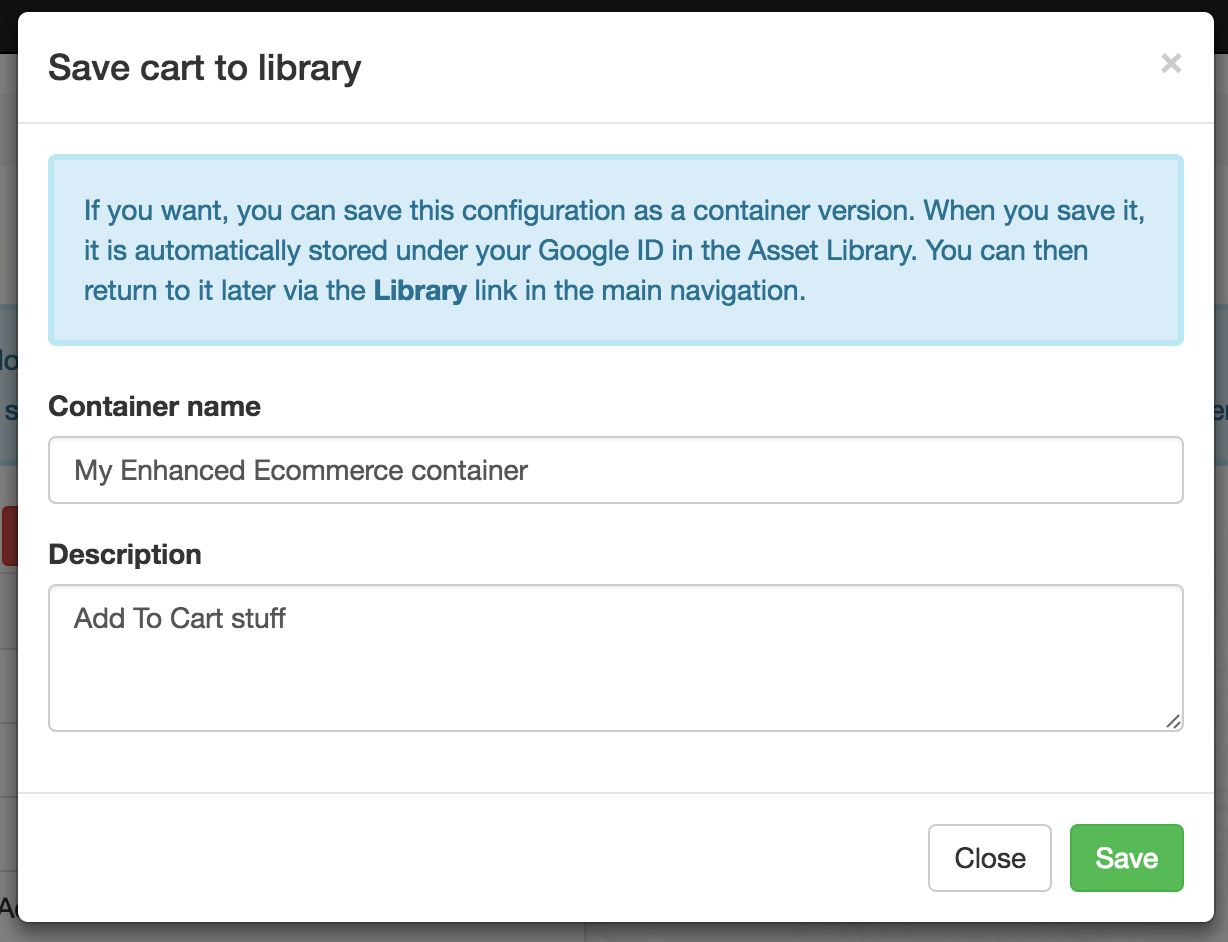 Save cart to library
×
If you want, you can save this configuration as a container version. When you save it,
it is automatically stored under your Google ID in the Asset Library. You can then
return to it later via the Library link in the main navigation.
Container name
My Enhanced Ecommerce container
Description
Add To Cart stuff
Close
Save